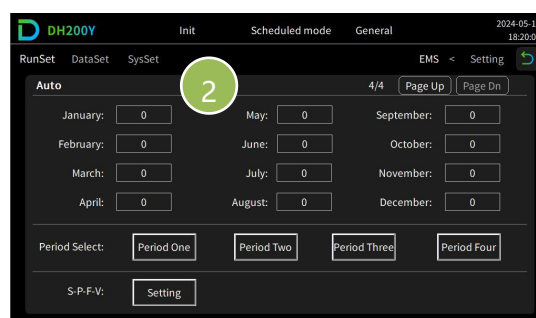 DH200Y Init Scheduled mode General 2024-05-1
18:20:0
RunSet DataSet SysSet EMS < Setting
Auto 4/4 Page Up Page Dn
2
January: 0 May: 0 September: 0
February: 0 June: 0 October: 0
March: 0 July: 0 November: 0
April: 0 August: 0 December: 0
Period Select: Period One Period Two Period Three Period Four
S-P-F-V: Setting